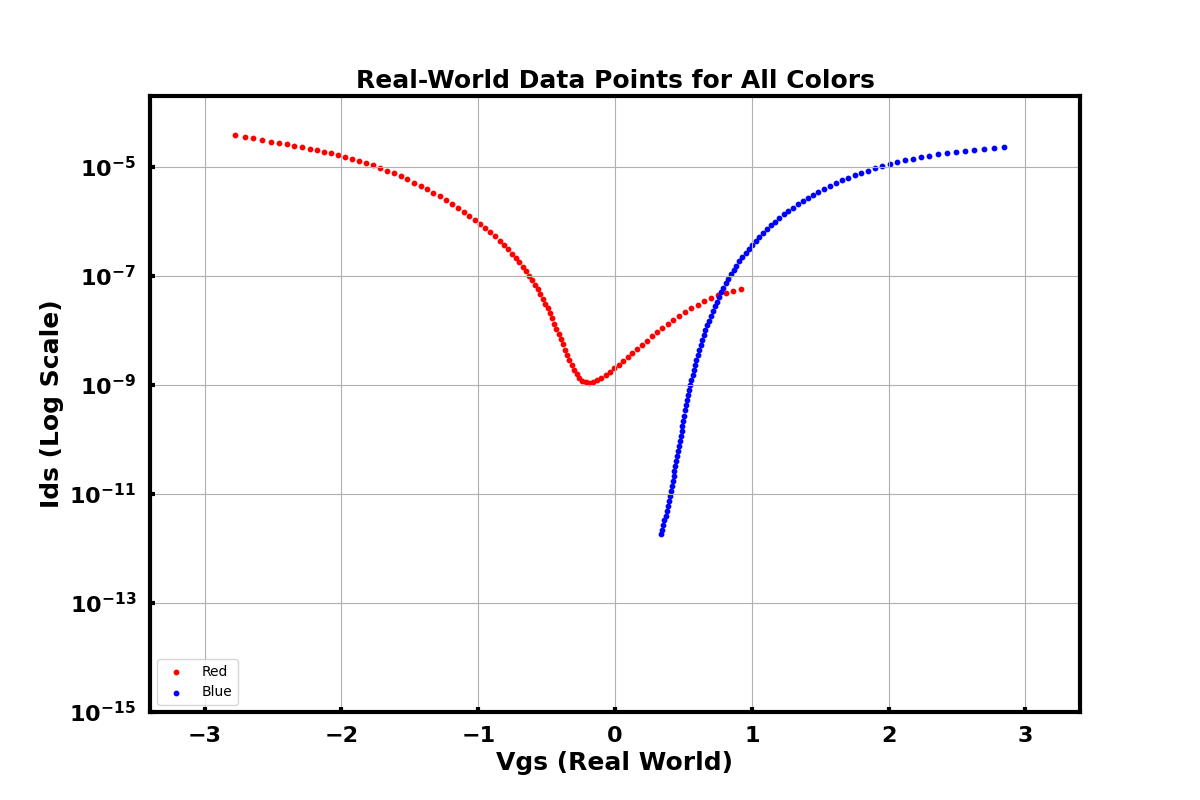 Real-World Data Points for All Colors
Ids (Log Scale)
10⁻⁵
10⁻⁷
10⁻⁹
10⁻¹¹
10⁻¹³
10⁻¹⁵
Red
Blue
−3 −2 −1 0 1 2 3
Vgs (Real World)